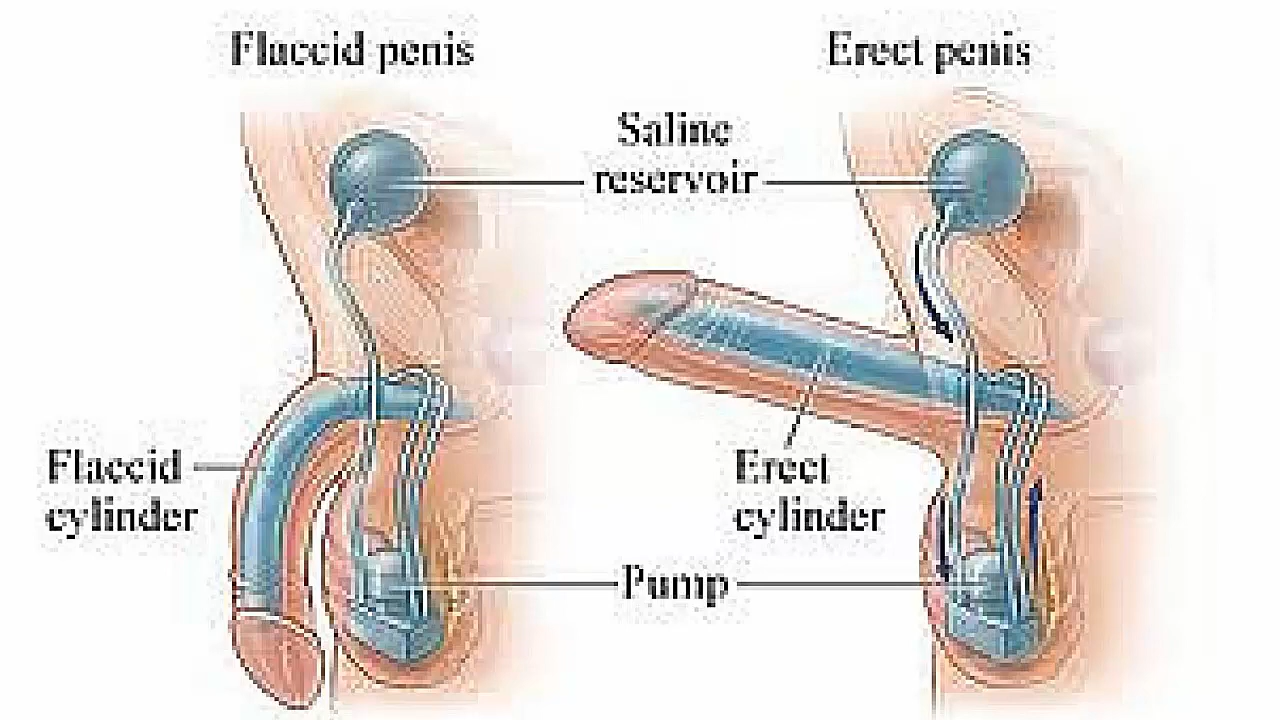 Flaccid penis
Erect penis
Saline
reservoir
Flaccid
cylinder
Erect
cylinder
Pump